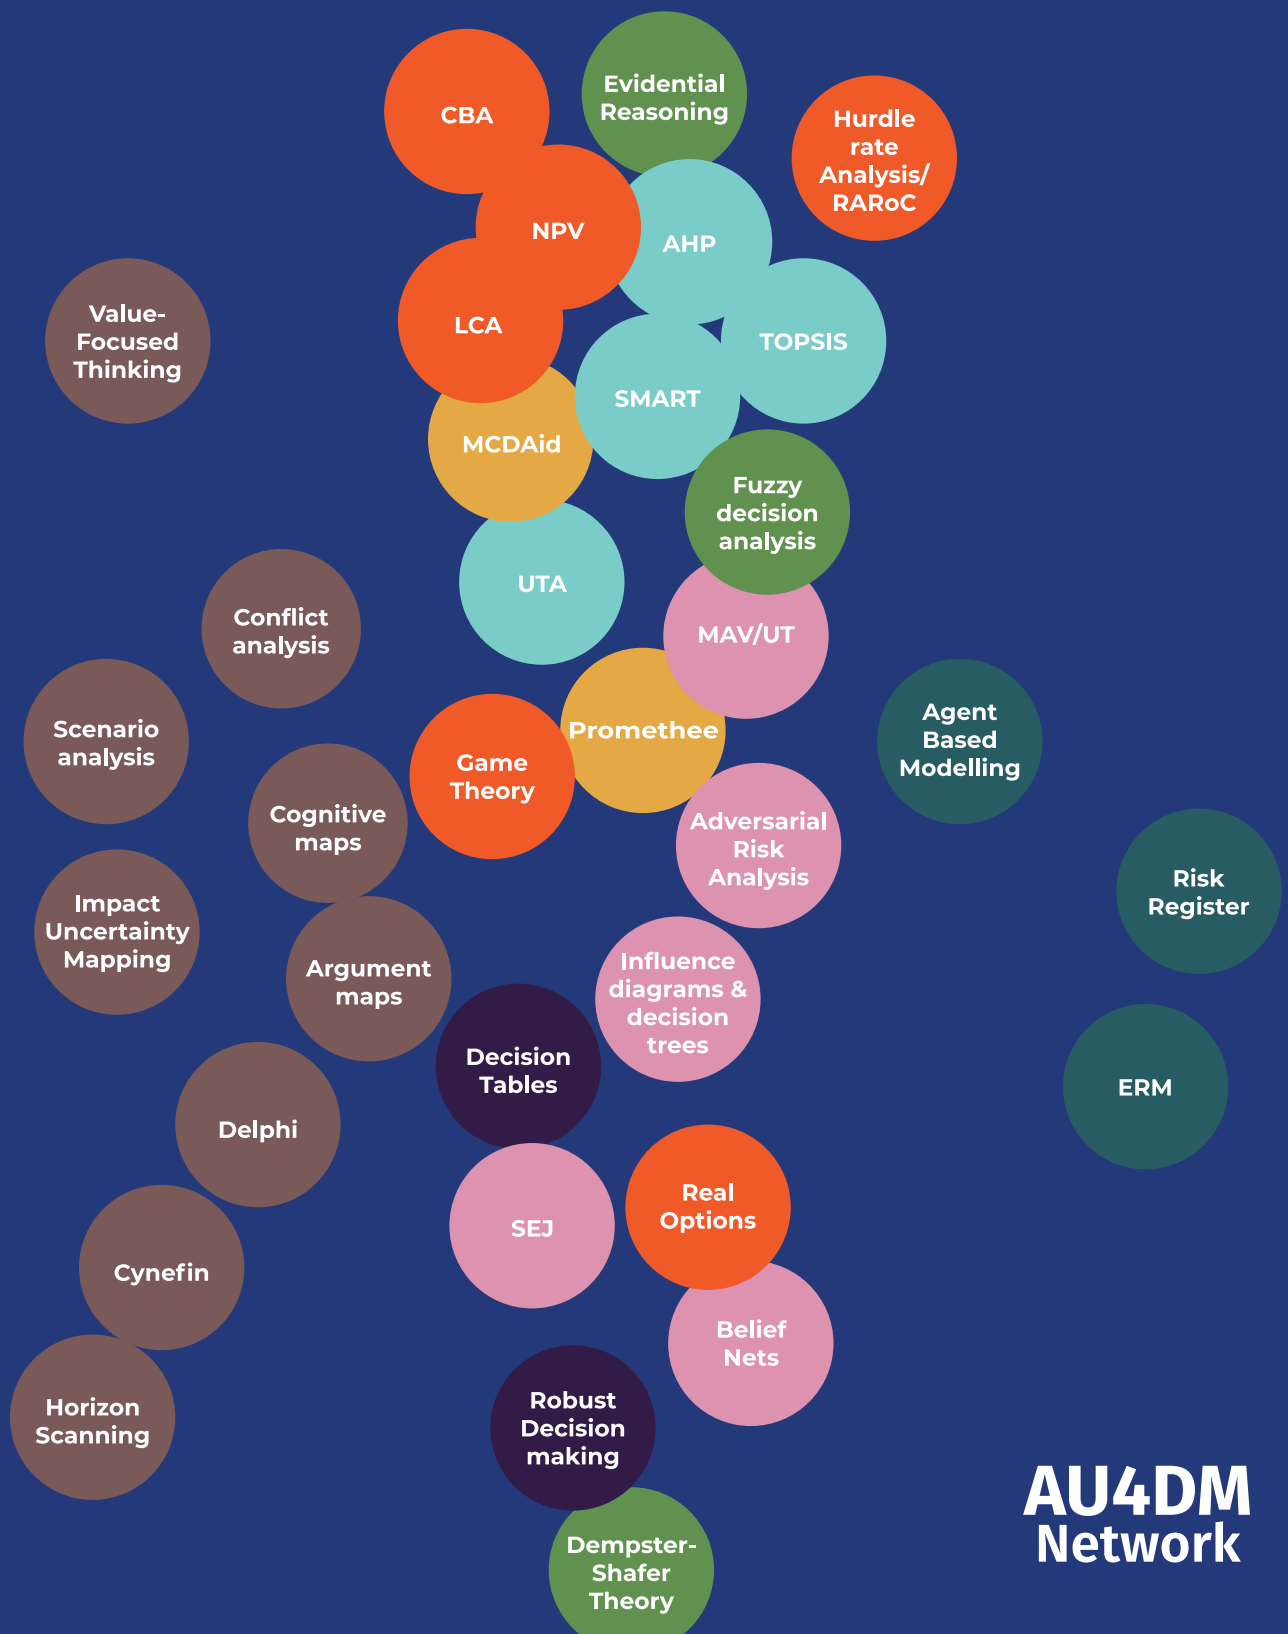 CBA
Evidential
Reasoning
Hurdle
rate
Analysis/
RARoC
NPV
AHP
LCA
Value-
Focused
Thinking
TOPSIS
SMART
MCDAid
Fuzzy
decision
analysis
UTA
Conflict
analysis
MAV/UT
Scenario
analysis
Game
Theory
Promethee
Agent
Based
Modelling
Cognitive
maps
Adversarial
Risk
Analysis
Risk
Register
Impact
Uncertainty
Mapping
Argument
maps
Influence
diagrams &
decision
trees
Decision
Tables
ERM
Delphi
SEJ
Real
Options
Cynefin
Belief
Nets
Horizon
Scanning
Robust
Decision
making
AU4DM
Network
Dempster-
Shafer
Theory